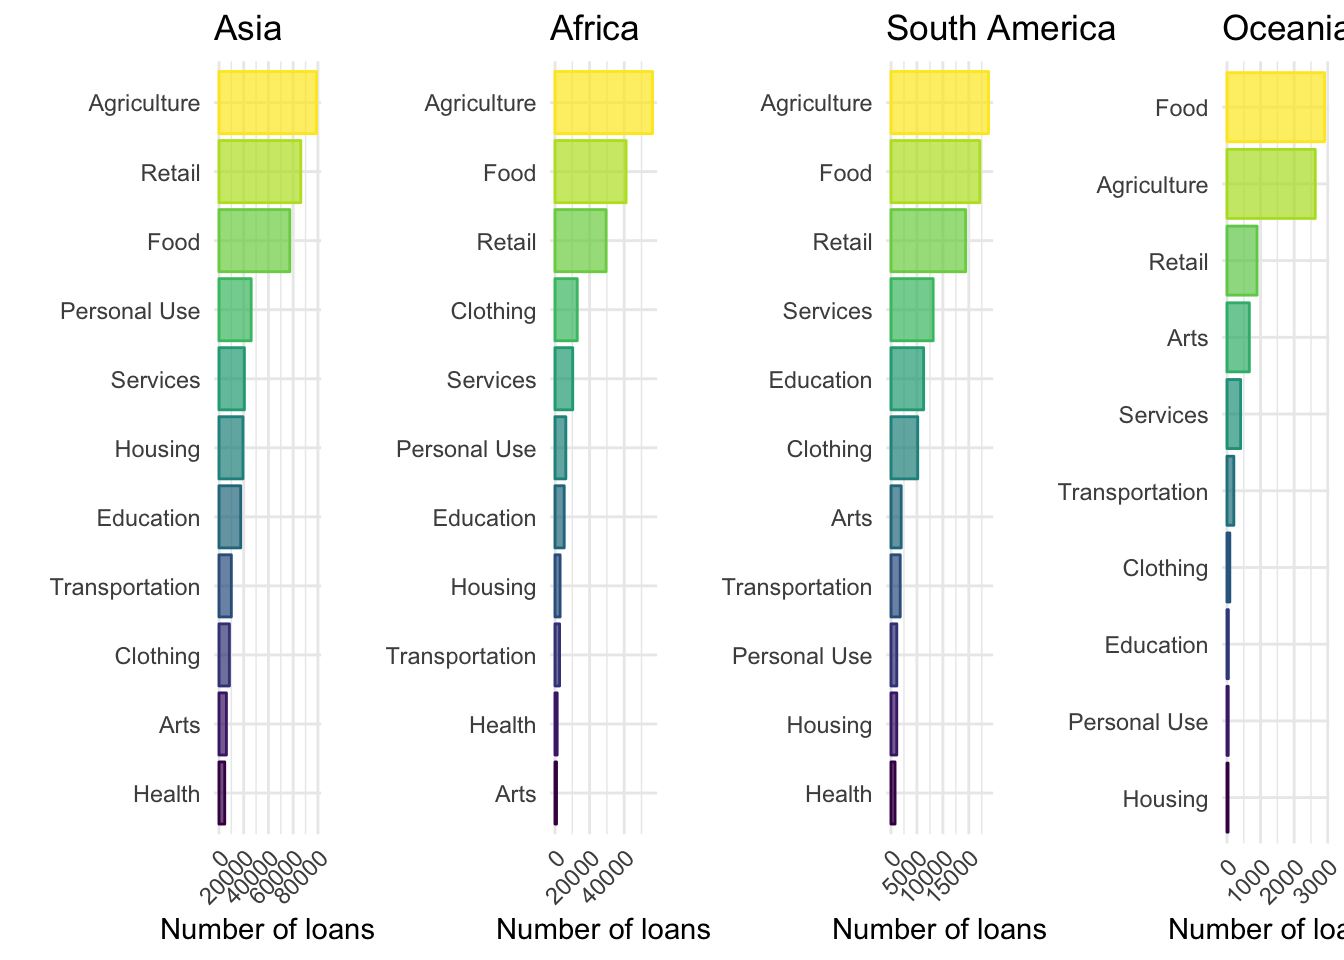 Asia
Agriculture
Retail
Food
Personal Use
Services
Housing
Education
Transportation
Clothing
Arts
Health
0
20000
40000
60000
80000
Number of loans
Africa
Agriculture
Food
Retail
Clothing
Services
Personal Use
Education
Housing
Transportation
Health
Arts
0
20000
40000
Number of loans
South America
Agriculture
Food
Retail
Services
Education
Clothing
Arts
Transportation
Personal Use
Housing
Health
0
5000
10000
15000
Number of loans
Oceania
Food
Agriculture
Retail
Arts
Services
Transportation
Clothing
Education
Personal Use
Housing
0
1000
2000
3000
Number of loa